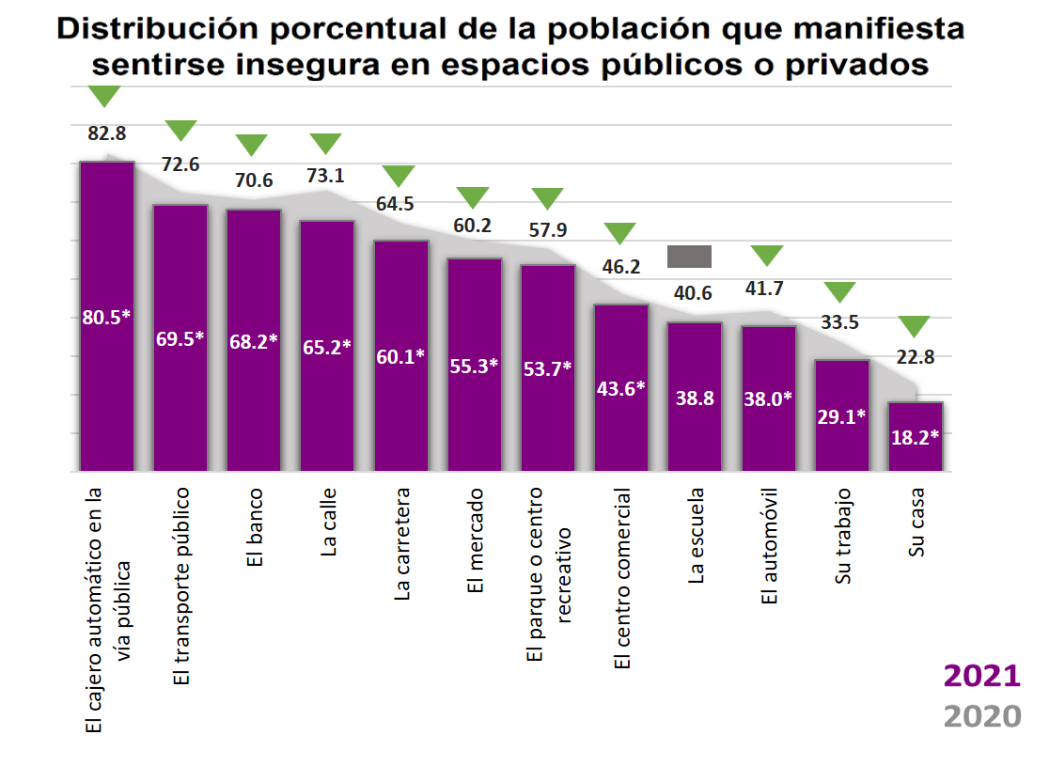 Distribución porcentual de la población que manifiesta
sentirse insegura en espacios públicos o privados
82.8
72.6
70.6
73.1
64.5
60.2
57.9
46.2
40.6
41.7
33.5
22.8
80.5*
69.5*
68.2*
65.2*
60.1*
55.3*
53.7*
43.6*
38.8
38.0*
29.1*
18.2*
El cajero automático en la
vía pública
El transporte público
El banco
La calle
La carretera
El mercado
El parque o centro
recreativo
El centro comercial
La escuela
El automóvil
Su trabajo
Su casa
2021
2020